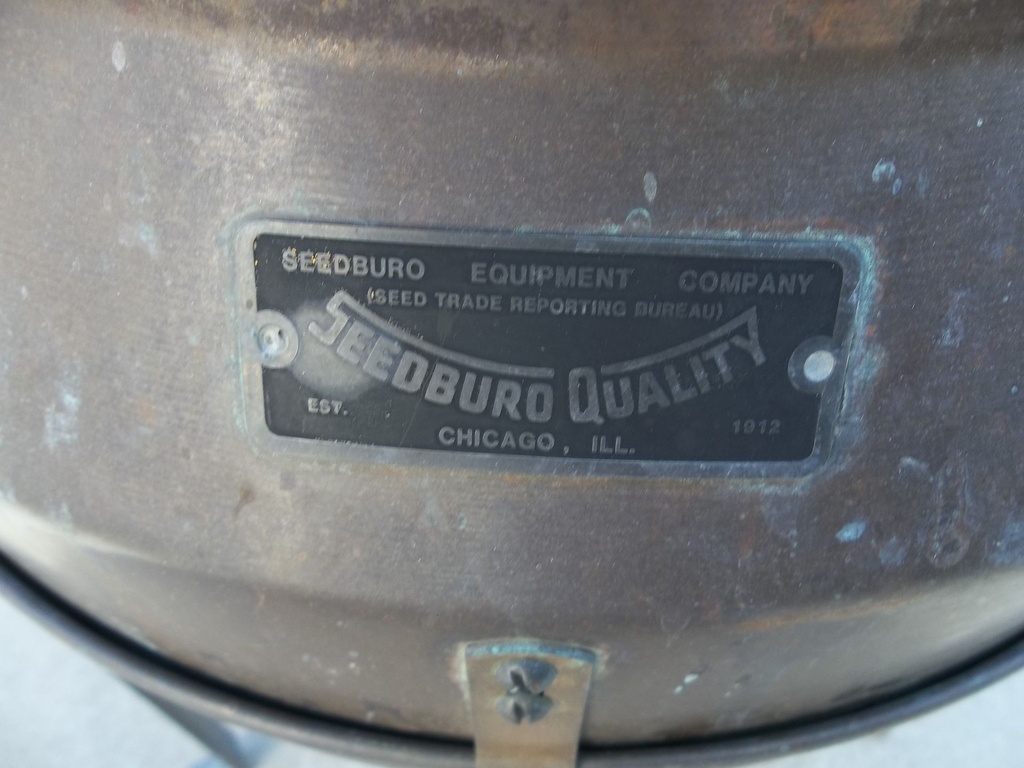 SEEDBURO EQUIPMENT COMPANY
(SEED TRADE REPORTING BUREAU)
SEEDBURO QUALITY
EST. 1912
CHICAGO, ILL.